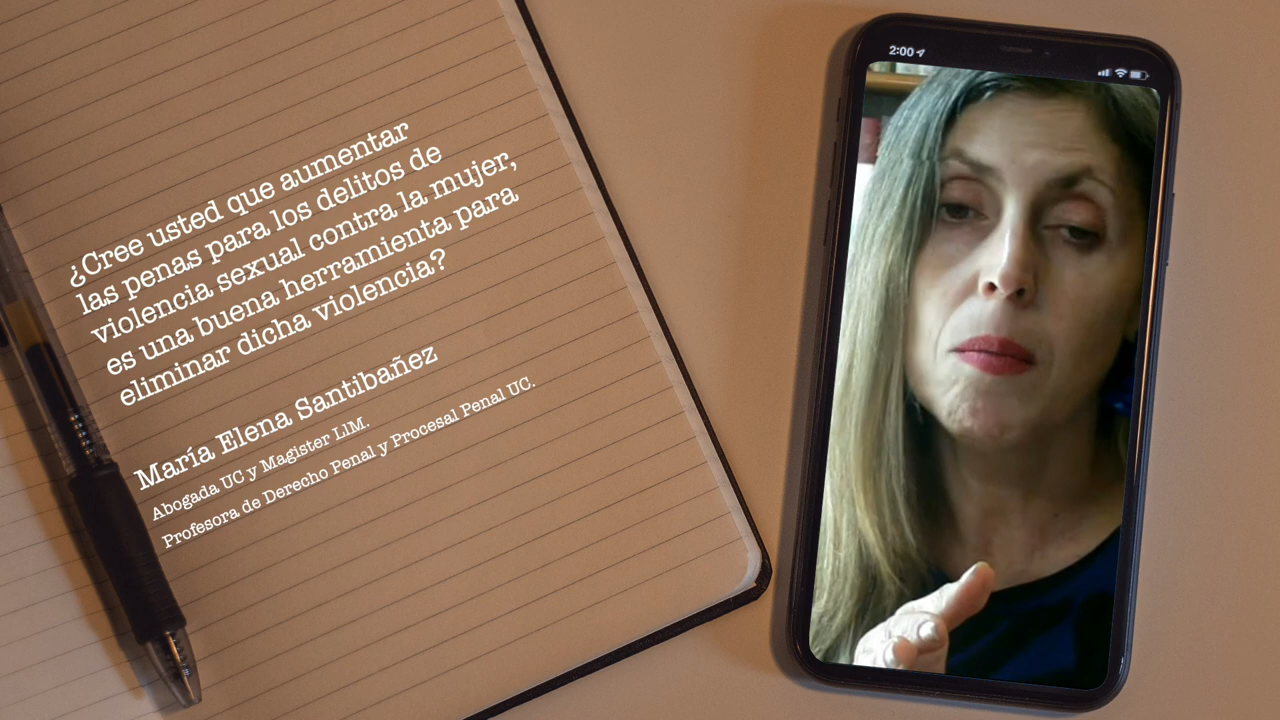 ¿Cree usted que aumentar
las penas para los delitos de
violencia sexual contra la mujer,
es una buena herramienta para
eliminar dicha violencia?
María Elena Santibañez
Abogada UC y Magister LlM.
Profesora de Derecho Penal y Procesal Penal UC.
2:00